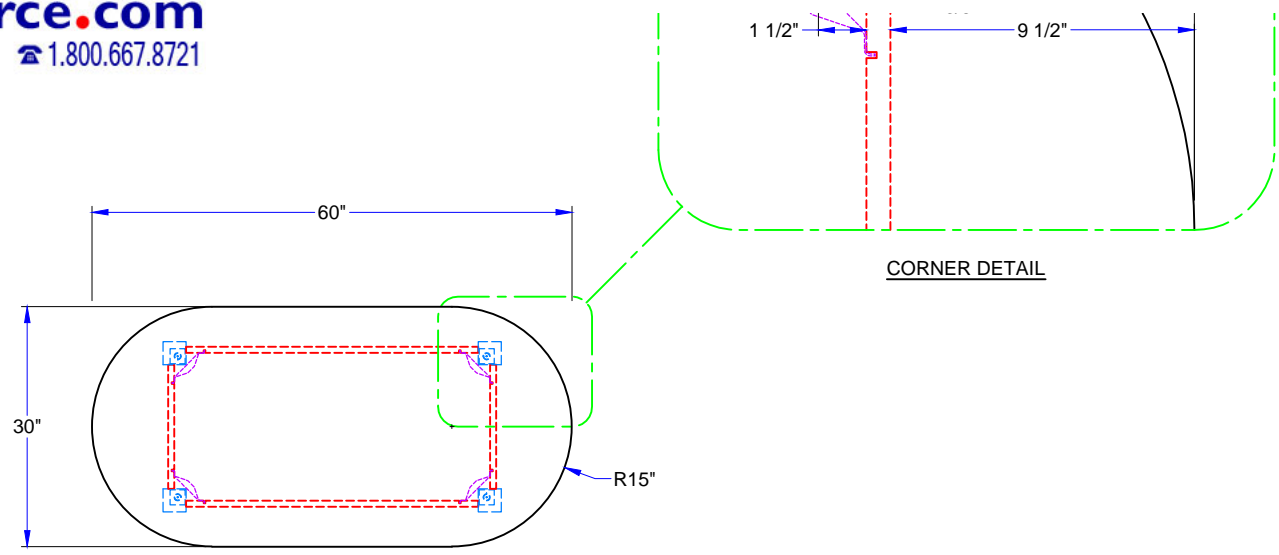 rce.com
☎ 1.800.667.8721
1 1/2"
9 1/2"
60"
CORNER DETAIL
30"
R15"